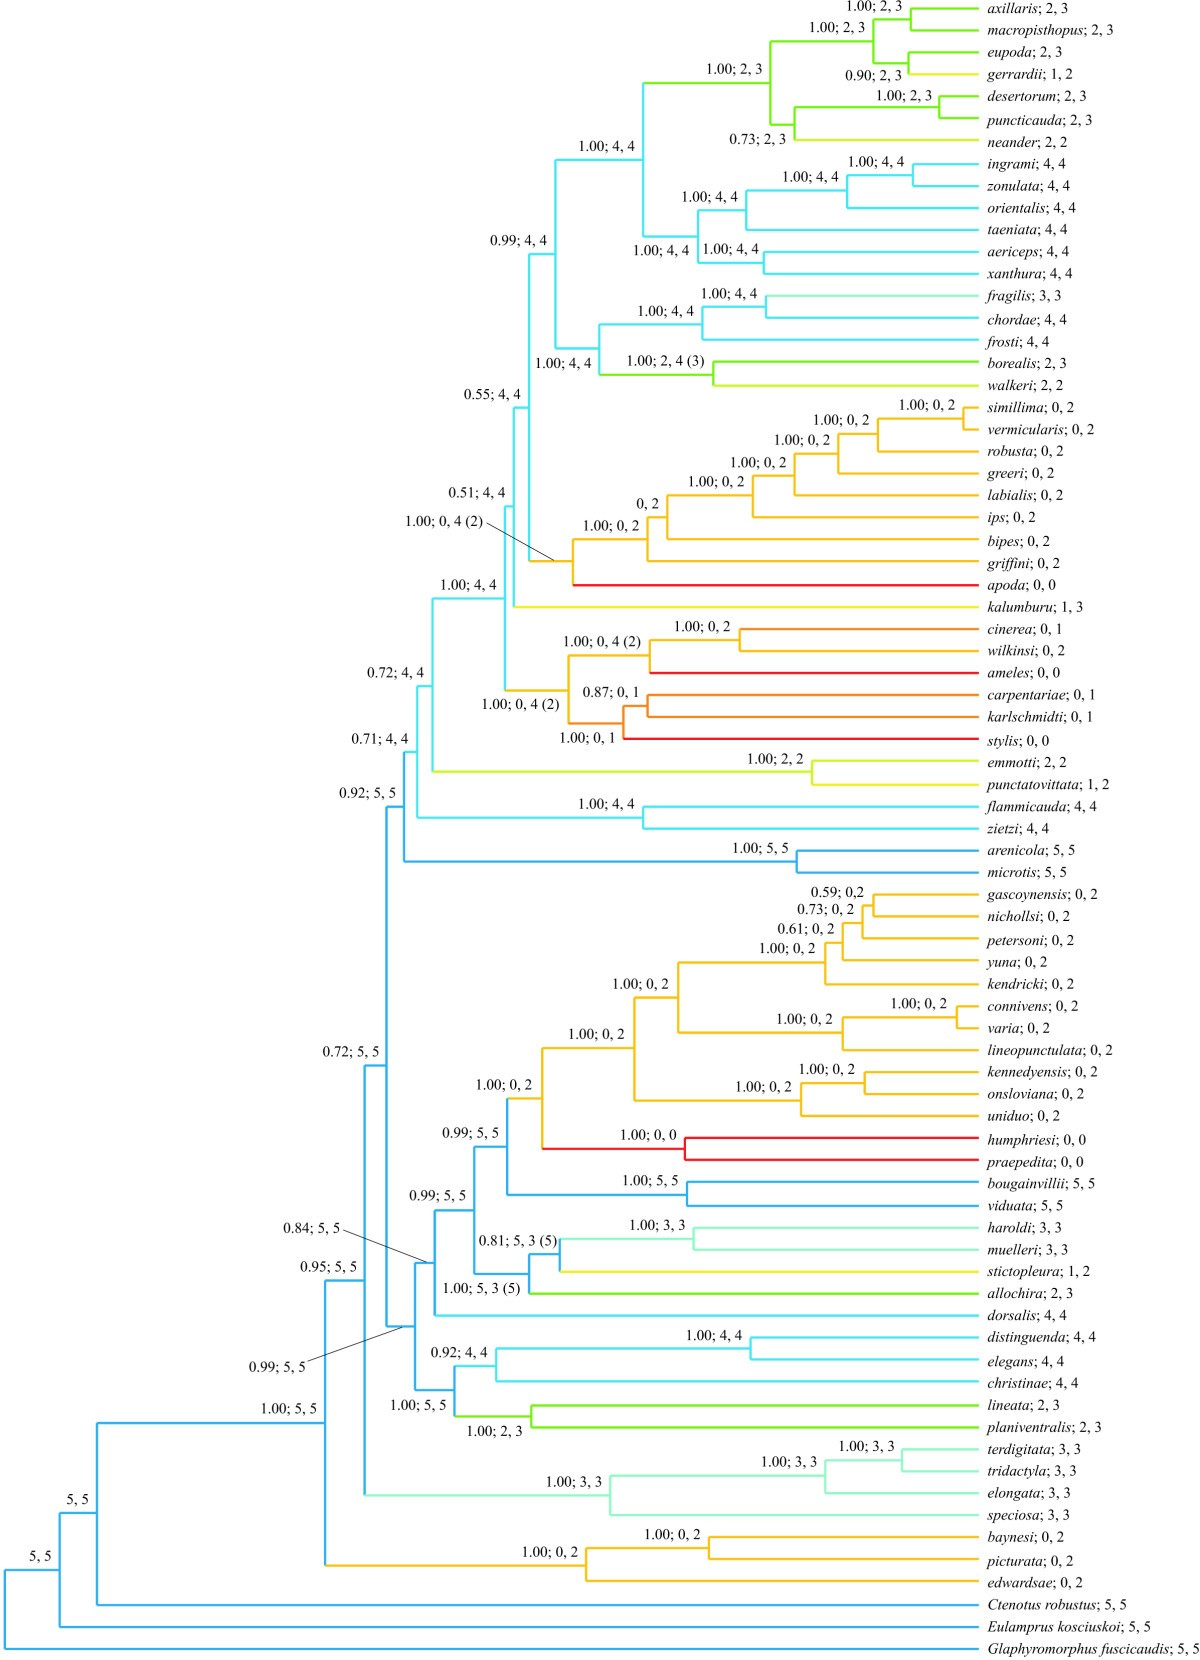 1.00; 2, 3
axillaris; 2, 3
1.00; 2, 3
macropisthopus; 2, 3
eupoda; 2, 3
1.00; 2, 3
0.90; 2, 3
gerrardii; 1, 2
1.00; 2, 3
desertorum; 2, 3
puncticauda; 2, 3
0.73; 2, 3
neander; 2, 2
1.00; 4, 4
1.00; 4, 4
ingrami; 4, 4
1.00; 4, 4
zonulata; 4, 4
1.00; 4, 4
orientalis; 4, 4
taeniata; 4, 4
0.99; 4, 4
1.00; 4, 4
1.00; 4, 4
aericeps; 4, 4
xanthura; 4, 4
1.00; 4, 4
fragilis; 3, 3
1.00; 4, 4
chordae; 4, 4
frosti; 4, 4
1.00; 4, 4
1.00; 2, 4 (3)
borealis; 2, 3
walkeri; 2, 2
0.55; 4, 4
1.00; 0, 2
simillima; 0, 2
1.00; 0, 2
vermicularis; 0, 2
1.00; 0, 2
robusta; 0, 2
1.00; 0, 2
greeri; 0, 2
1.00; 0, 2
labialis; 0, 2
0.51; 4, 4
0, 2
ips; 0, 2
1.00; 0, 4 (2)
1.00; 0, 2
bipes; 0, 2
griffini; 0, 2
1.00; 4, 4
apoda; 0, 0
kalumburu; 1, 3
1.00; 0, 2
cinerea; 0, 1
1.00; 0, 4 (2)
wilkinsi; 0, 2
0.72; 4, 4
ameles; 0, 0
0.87; 0, 1
carpentariae; 0, 1
1.00; 0, 4 (2)
karlschmidti; 0, 1
0.71; 4, 4
1.00; 0, 1
stylis; 0, 0
1.00; 2, 2
emmotti; 2, 2
punctatovittata; 1, 2
0.92; 5, 5
1.00; 4, 4
flammicauda; 4, 4
zietzi; 4, 4
1.00; 5, 5
arenicola; 5, 5
microtis; 5, 5
0.59; 0,2
gascoynensis; 0, 2
0.73; 0, 2
nichollsi; 0, 2
0.61; 0, 2
petersoni; 0, 2
1.00; 0, 2
yuna; 0, 2
1.00; 0, 2
kendricki; 0, 2
1.00; 0, 2
connivens; 0, 2
1.00; 0, 2
varia; 0, 2
1.00; 0, 2
lineopunctulata; 0, 2
0.72; 5, 5
1.00; 0, 2
kennedyensis; 0, 2
1.00; 0, 2
1.00; 0, 2
onsloviana; 0, 2
uniduo; 0, 2
0.99; 5, 5
1.00; 0, 0
humphriesi; 0, 0
praepedita; 0, 0
1.00; 5, 5
bougainvillii; 5, 5
0.99; 5, 5
viduata; 5, 5
0.84; 5, 5
1.00; 3, 3
haroldi; 3, 3
0.81; 5, 3 (5)
muelleri; 3, 3
0.95; 5, 5
stictopleura; 1, 2
1.00; 5, 3 (5)
allochira; 2, 3
dorsalis; 4, 4
1.00; 4, 4
distinguenda; 4, 4
0.99; 5, 5
0.92; 4, 4
elegans; 4, 4
christinae; 4, 4
1.00; 5, 5
1.00; 5, 5
lineata; 2, 3
1.00; 2, 3
planiventralis; 2, 3
1.00; 3, 3
terdigitata; 3, 3
1.00; 3, 3
tridactyla; 3, 3
1.00; 3, 3
elongata; 3, 3
5, 5
speciosa; 3, 3
1.00; 0, 2
baynesi; 0, 2
5, 5
1.00; 0, 2
picturata; 0, 2
edwardsae; 0, 2
Ctenotus robustus; 5, 5
Eulamprus kosciuskoi; 5, 5
Glaphyromorphus fuscicaudis; 5, 5